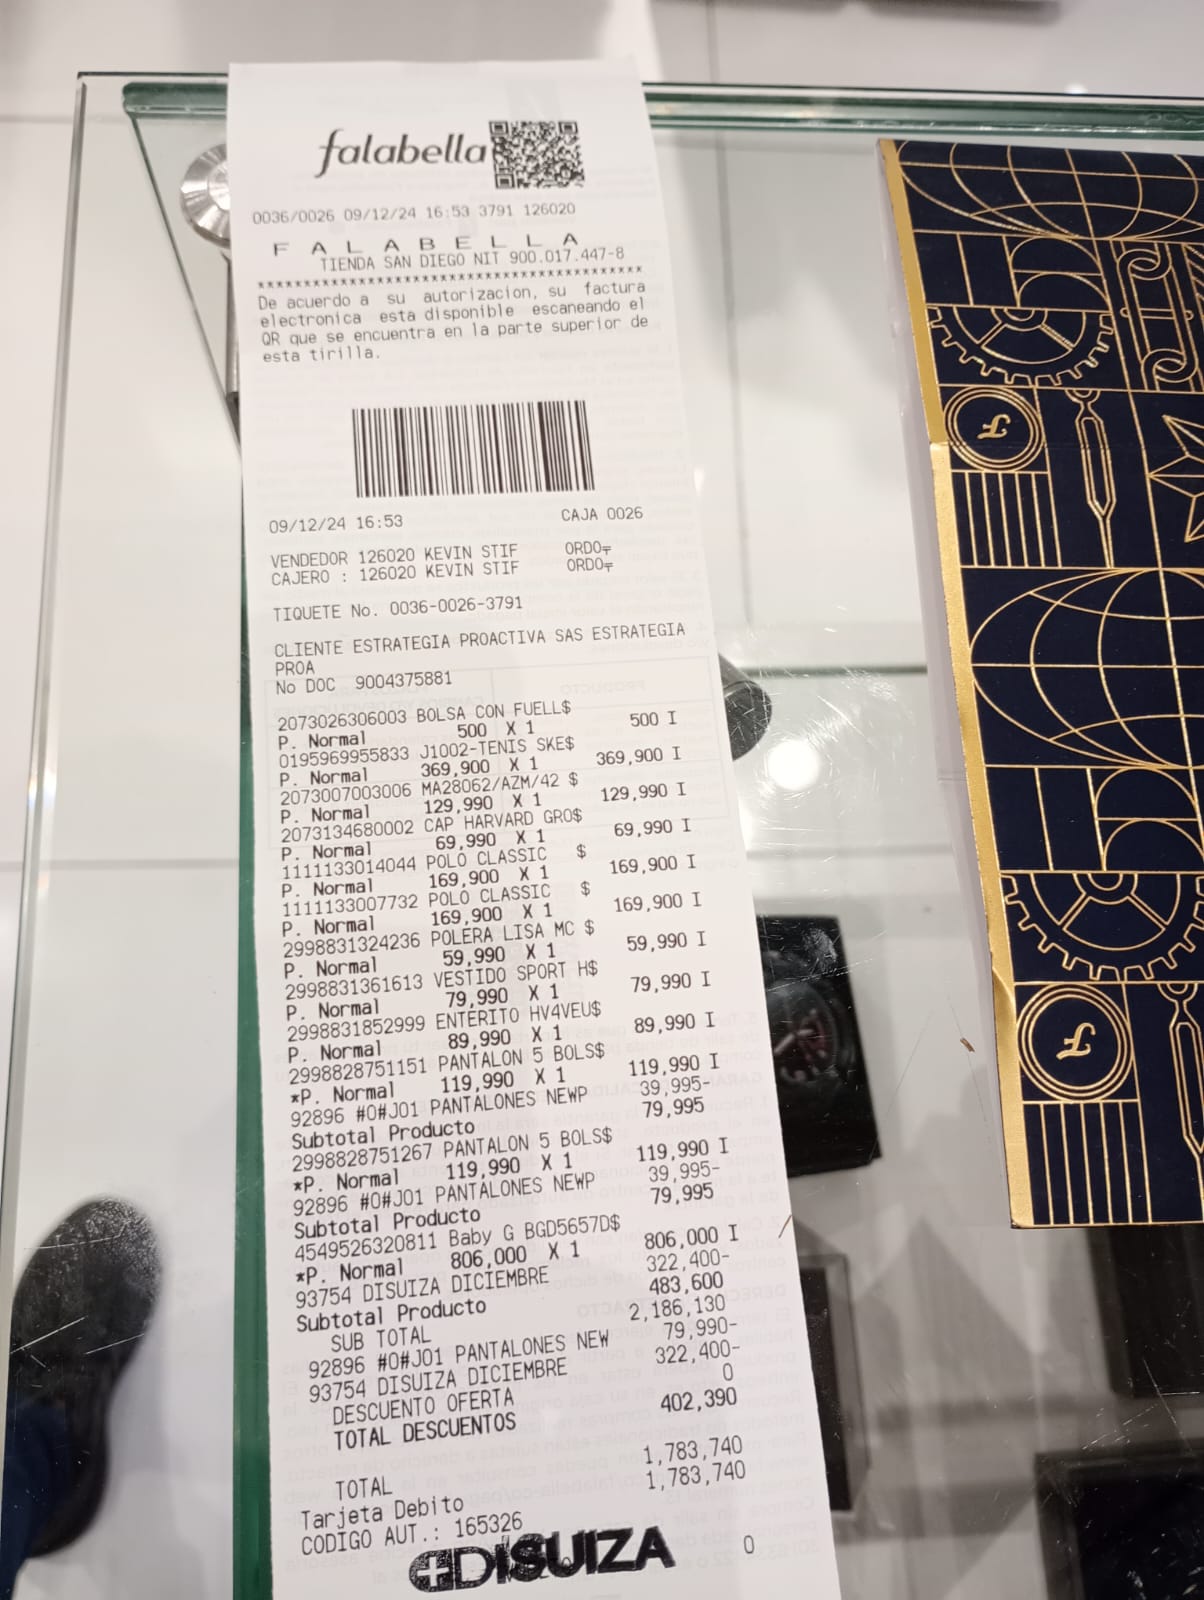 falabella
0036/0026 09/12/24 16:53 3791 126020
F A L A B E L L A
TIENDA SAN DIEGO NIT 900.017.447-8
******************************************
De acuerdo a su autorizacion, su factura
electronica esta disponible escaneando el
QR que se encuentra en la parte superior de
esta tirilla.
09/12/24 16:53 CAJA 0026
VENDEDOR 126020 KEVIN STIF ORDO
CAJERO : 126020 KEVIN STIF ORDO
TIQUETE No. 0036-0026-3791
CLIENTE ESTRATEGIA PROACTIVA SAS ESTRATEGIA
PROA
No DOC 9004375881
2073026306003 BOLSA CON FUELL$
P. Normal 500 X 1 500 I
0195969955833 J1002-TENIS SKE$
P. Normal 369,900 X 1 369,900 I
2073007003006 MA28062/AZM/42 $
P. Normal 129,990 X 1 129,990 I
2073134680002 CAP HARVARD GRO$
P. Normal 69,990 X 1 69,990 I
1111133014044 POLO CLASSIC $
P. Normal 169,900 X 1 169,900 I
1111133007732 POLO CLASSIC $
P. Normal 169,900 X 1 169,900 I
2998831324236 POLERA LISA MC $
P. Normal 59,990 X 1 59,990 I
2998831361613 VESTIDO SPORT H$
P. Normal 79,990 X 1 79,990 I
2998831852999 ENTERITO HV4VEU$
P. Normal 89,990 X 1 89,990 I
2998828751151 PANTALON 5 BOLS$
*P. Normal 119,990 X 1 119,990 I
92896 #0#J01 PANTALONES NEWP 39,995-
Subtotal Producto 79,995
2998828751267 PANTALON 5 BOLS$
*P. Normal 119,990 X 1 119,990 I
92896 #0#J01 PANTALONES NEWP 39,995-
Subtotal Producto 79,995
4549526320811 Baby G BGD5657D$
*P. Normal 806,000 X 1 806,000 I
93754 DISUIZA DICIEMBRE 322,400-
Subtotal Producto 483,600
SUB TOTAL 2,186,130
92896 #0#J01 PANTALONES NEW 79,990-
93754 DISUIZA DICIEMBRE 322,400-
DESCUENTO OFERTA 0
TOTAL DESCUENTOS 402,390
TOTAL 1,783,740
Tarjeta Debito 1,783,740
CODIGO AUT.: 165326
DISUIZA 0